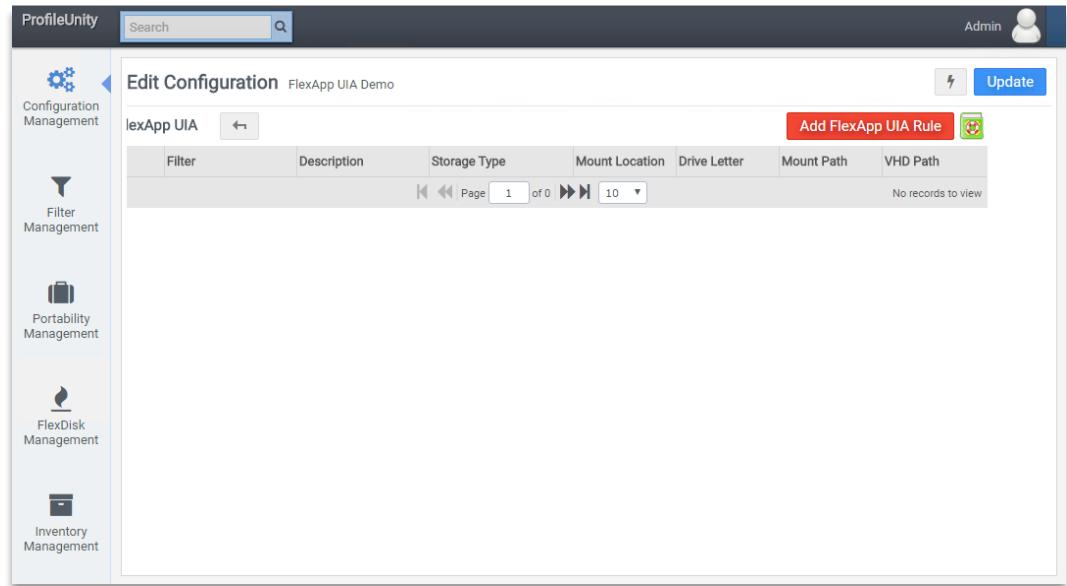 ProfileUnity
Search
Admin
Configuration
Management
Filter
Management
Portability
Management
FlexDisk
Management
Inventory
Management
Edit Configuration FlexApp UIA Demo
Update
lexApp UIA
Add FlexApp UIA Rule
Filter Description Storage Type Mount Location Drive Letter Mount Path VHD Path
Page 1 of 0 10 No records to view